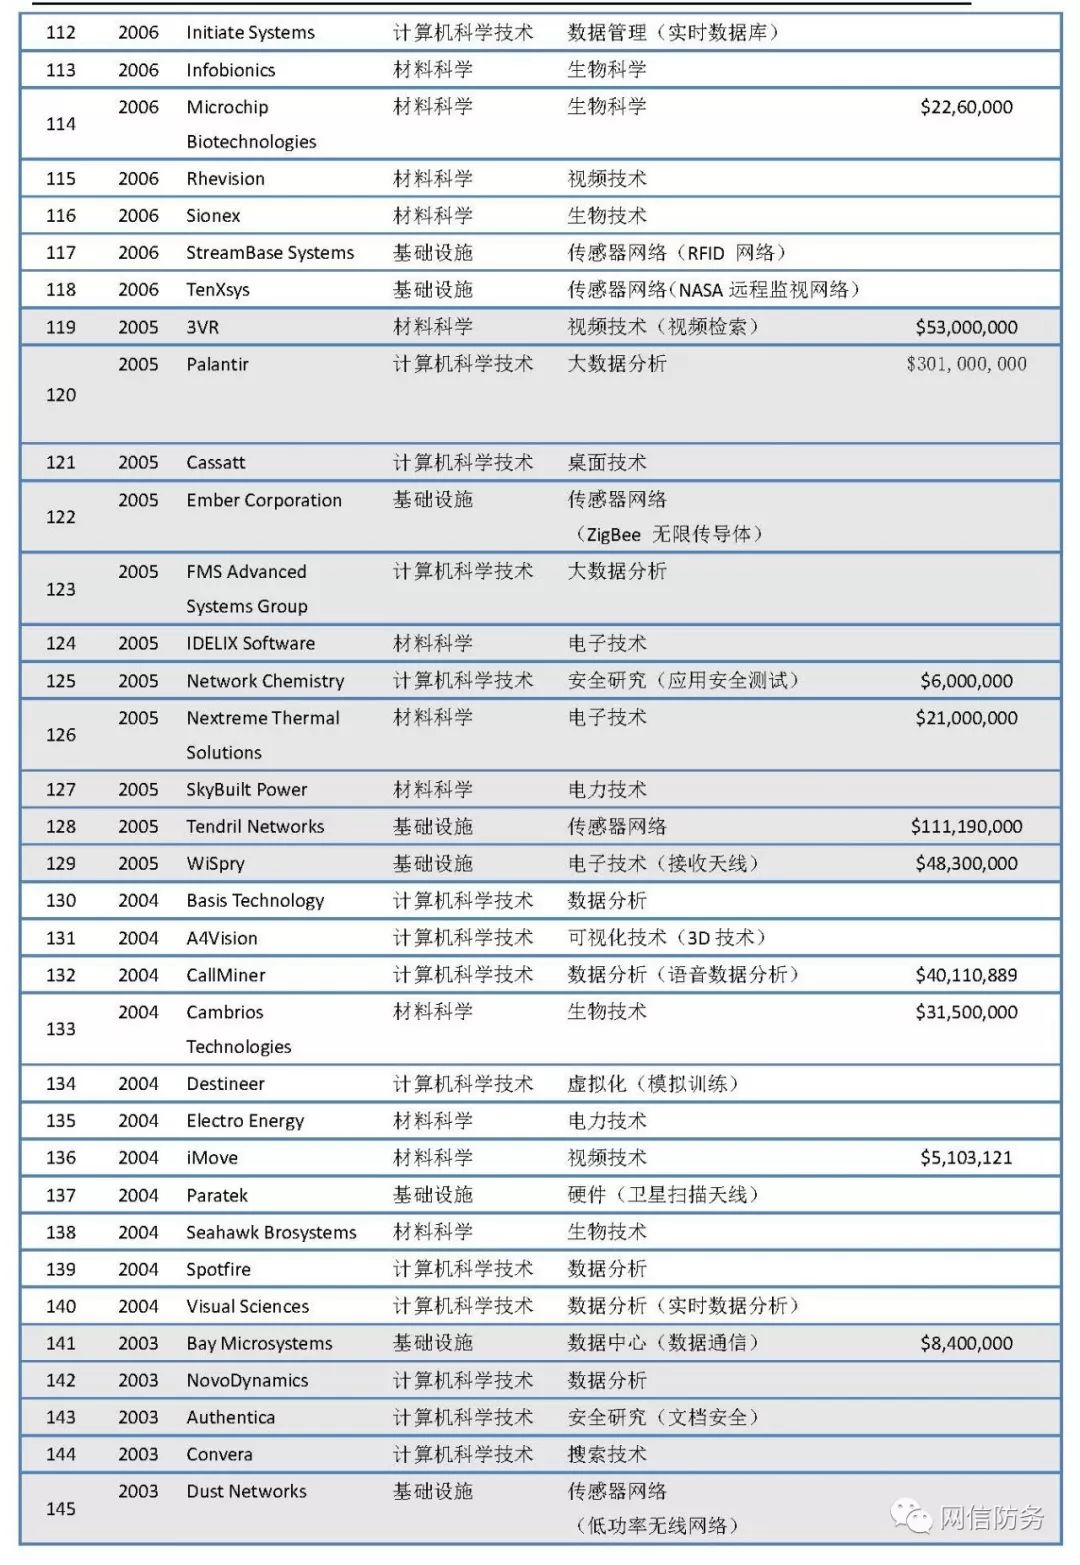 112 2006 Initiate Systems 计算机科学技术 数据管理（实时数据库）
113 2006 Infobionics 材料科学 生物科学
114 2006 Microchip 材料科学 生物科学 $22,60,000
Biotechnologies
115 2006 Rhevision 材料科学 视频技术
116 2006 Sionex 材料科学 生物技术
117 2006 StreamBase Systems 基础设施 传感器网络（RFID 网络）
118 2006 TenXsys 基础设施 传感器网络（NASA 远程监视网络）
119 2005 3VR 材料科学 视频技术（视频检索） $53,000,000
120 2005 Palantir 计算机科学技术 大数据分析 $301,000,000
121 2005 Cassatt 计算机科学技术 桌面技术
122 2005 Ember Corporation 基础设施 传感器网络
（ZigBee 无限传导体）
123 2005 FMS Advanced 计算机科学技术 大数据分析
Systems Group
124 2005 IDELIX Software 材料科学 电子技术
125 2005 Network Chemistry 计算机科学技术 安全研究（应用安全测试） $6,000,000
126 2005 Nextreme Thermal 材料科学 电子技术 $21,000,000
Solutions
127 2005 SkyBuilt Power 材料科学 电力技术
128 2005 Tendril Networks 基础设施 传感器网络 $111,190,000
129 2005 WiSpry 基础设施 电子技术（接收天线） $48,300,000
130 2004 Basis Technology 计算机科学技术 数据分析
131 2004 A4Vision 计算机科学技术 可视化技术（3D 技术）
132 2004 CallMiner 计算机科学技术 数据分析（语音数据分析） $40,110,889
133 2004 Cambrios 材料科学 生物技术 $31,500,000
Technologies
134 2004 Destineer 计算机科学技术 虚拟化（模拟训练）
135 2004 Electro Energy 材料科学 电力技术
136 2004 iMove 材料科学 视频技术 $5,103,121
137 2004 Paratek 基础设施 硬件（卫星扫描天线）
138 2004 Seahawk Brosystems 材料科学 生物技术
139 2004 Spotfire 计算机科学技术 数据分析
140 2004 Visual Sciences 计算机科学技术 数据分析（实时数据分析）
141 2003 Bay Microsystems 基础设施 数据中心（数据通信） $8,400,000
142 2003 NovoDynamics 计算机科学技术 数据分析
143 2003 Authentica 计算机科学技术 安全研究（文档安全）
144 2003 Convera 计算机科学技术 搜索技术
145 2003 Dust Networks 基础设施 传感器网络
（低功率无线网络）
网信防务